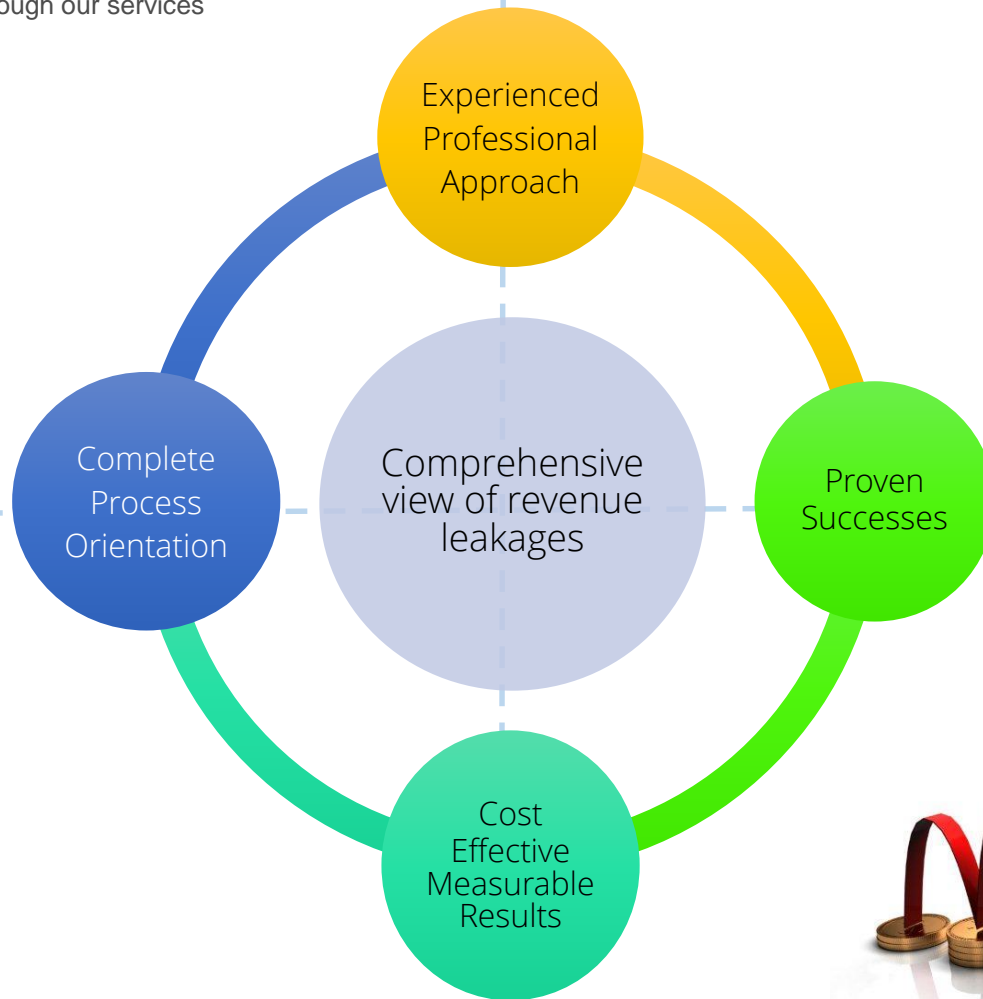 ough our services
Experienced
Professional
Approach
Complete
Process
Orientation
Comprehensive
view of revenue
leakages
Proven
Successes
Cost
Effective
Measurable
Results